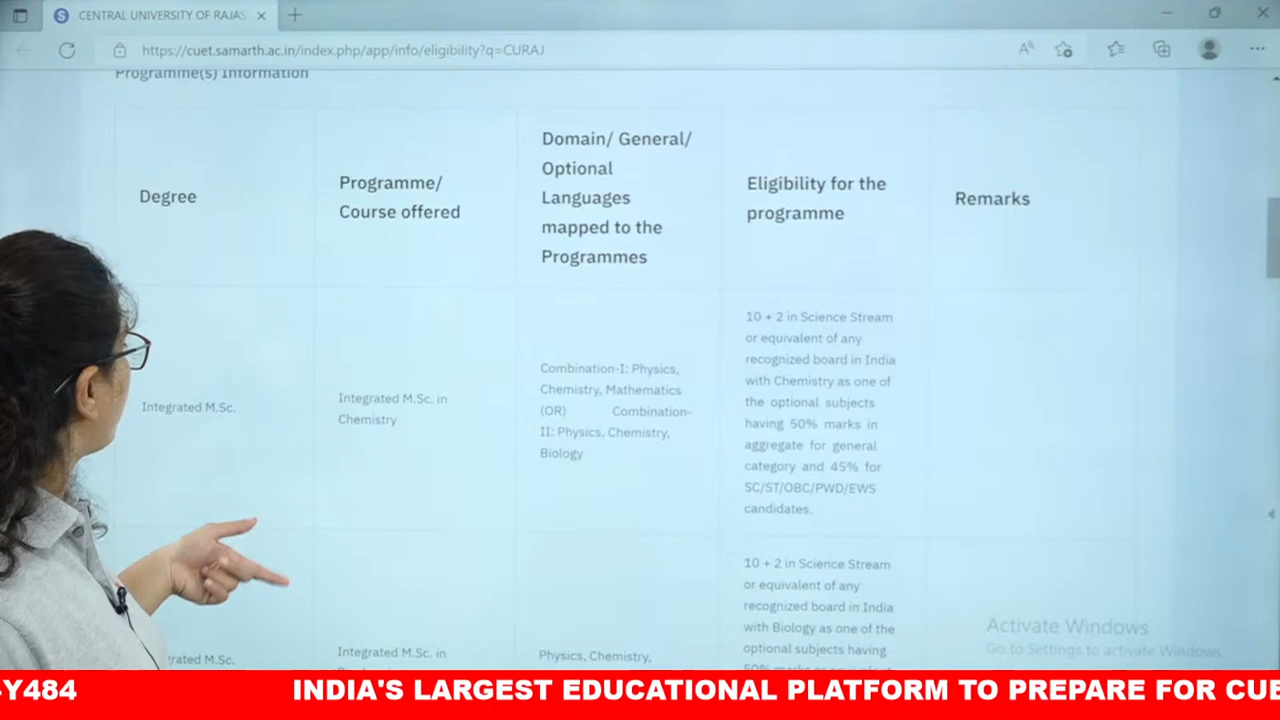 CENTRAL UNIVERSITY OF RAJAS
https://cuet.samarth.ac.in/index.php/app/info/eligibility?q=CURAJ
Programme(s) Information
Degree
Programme/
Course offered
Domain/ General/
Optional
Languages
mapped to the
Programmes
Eligibility for the
programme
Remarks
Integrated M.Sc.
Integrated M.Sc. in
Chemistry
Combination-I: Physics,
Chemistry, Mathematics
(OR) Combination-
II: Physics, Chemistry,
Biology
10 + 2 in Science Stream
or equivalent of any
recognized board in India
with Chemistry as one of
the optional subjects
having 50% marks in
aggregate for general
category and 45% for
SC/ST/OBC/PWD/EWS
candidates.
rated M.Sc.
Integrated M.Sc. in
Physics, Chemistry,
10 + 2 in Science Stream
or equivalent of any
recognized board in India
with Biology as one of the
optional subjects having
Activate Windows
Go to Settings to activate Windows.
-Y484
INDIA'S LARGEST EDUCATIONAL PLATFORM TO PREPARE FOR CUE